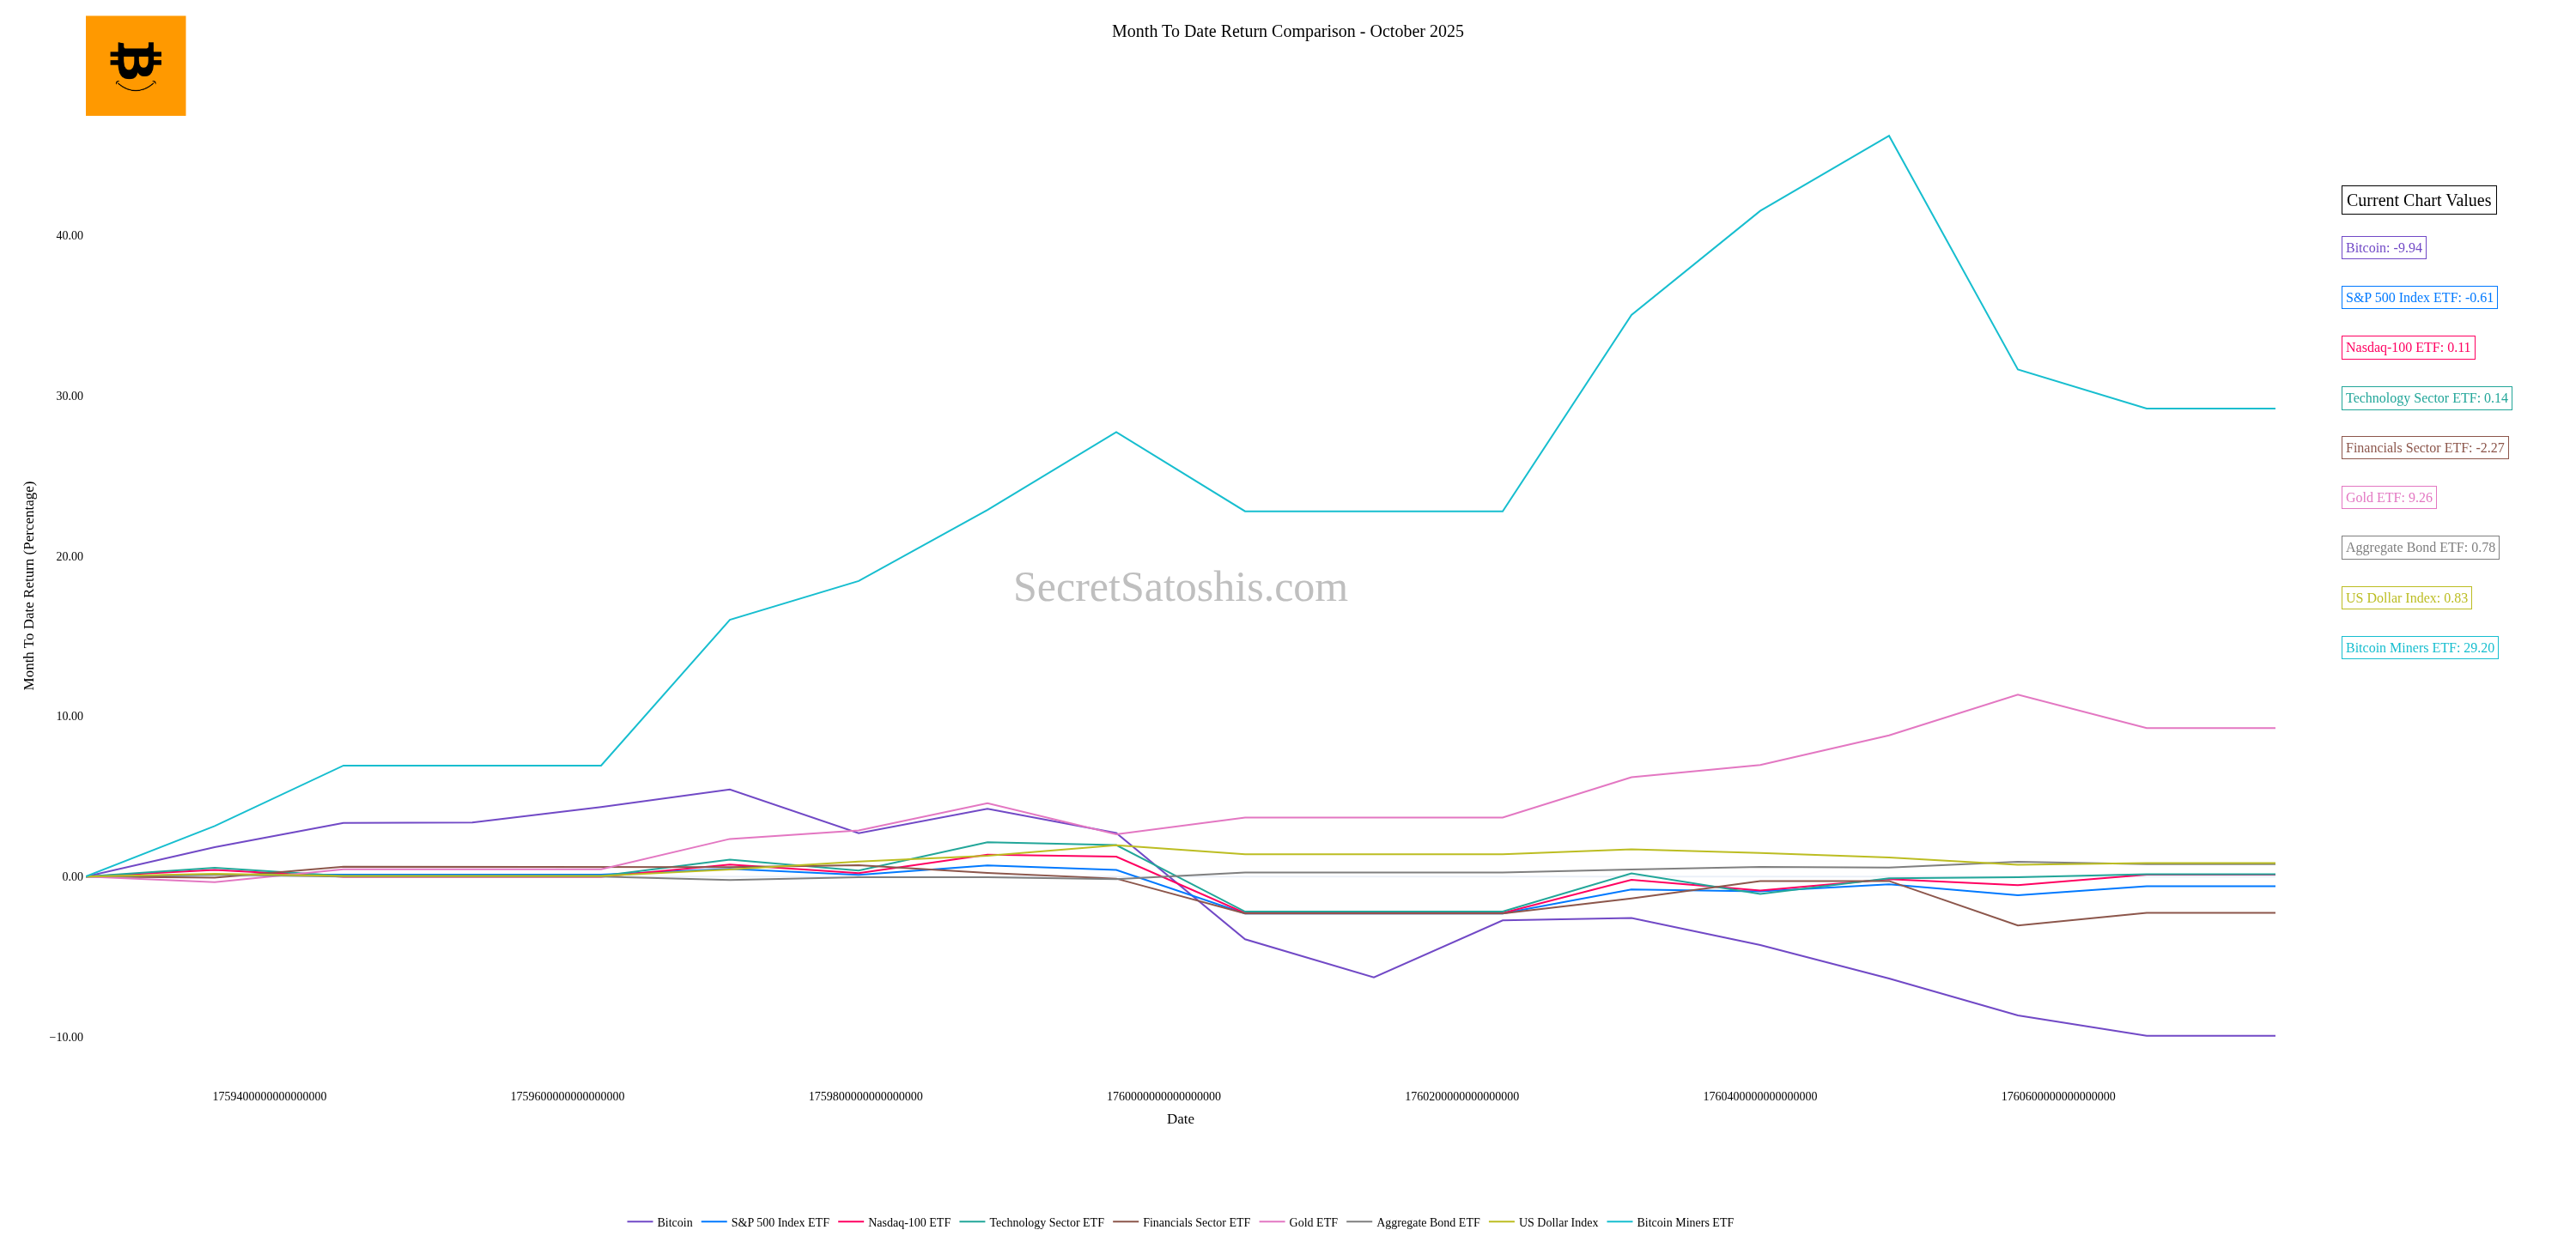 Month To Date Return Comparison - October 2025
Current Chart Values
Bitcoin: -9.94
S&P 500 Index ETF: -0.61
Nasdaq-100 ETF: 0.11
Technology Sector ETF: 0.14
Financials Sector ETF: -2.27
Gold ETF: 9.26
Aggregate Bond ETF: 0.78
US Dollar Index: 0.83
Bitcoin Miners ETF: 29.20
Month To Date Return (Percentage)
40.00
30.00
20.00
10.00
0.00
−10.00
SecretSatoshis.com
1759400000000000000 1759600000000000000 1759800000000000000 1760000000000000000 1760200000000000000 1760400000000000000 1760600000000000000
Date
Bitcoin S&P 500 Index ETF Nasdaq-100 ETF Technology Sector ETF Financials Sector ETF Gold ETF Aggregate Bond ETF US Dollar Index Bitcoin Miners ETF